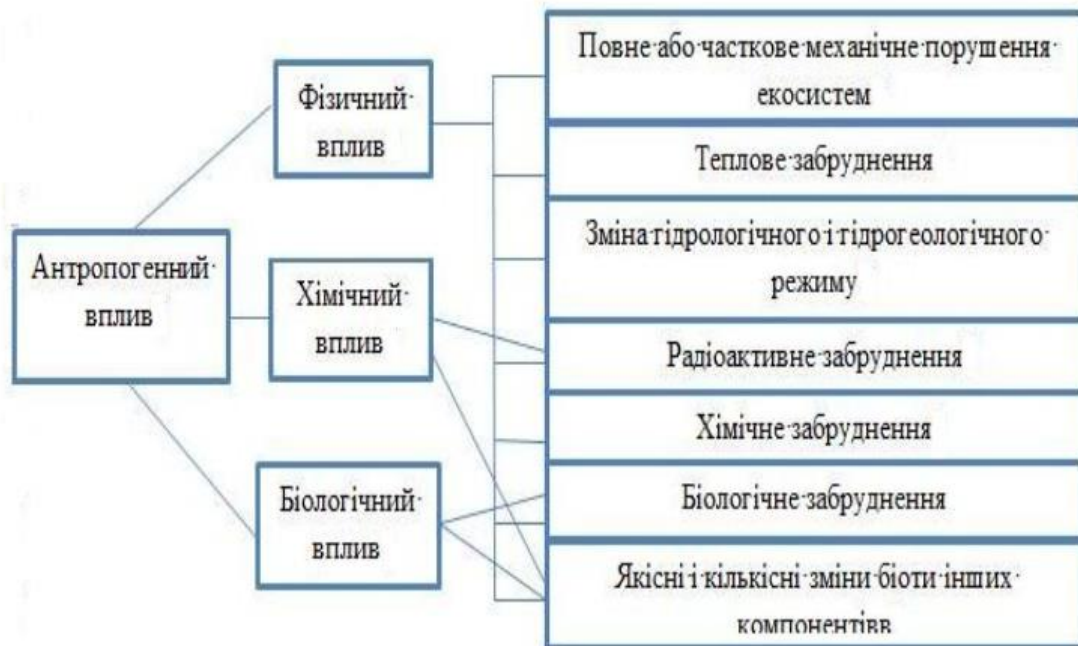 Фізичний
вплив
Антропогенний
вплив
Хімічний
вплив
Біологічний
вплив
Повне або часткове механічне порушення
екосистем
Теплове забруднення
Зміна гідрологічного і гідрогеологічного
режиму
Радіоактивне забруднення
Хімічне забруднення
Біологічне забруднення
Якісні і кількісні зміни біоти інших
компонентівв